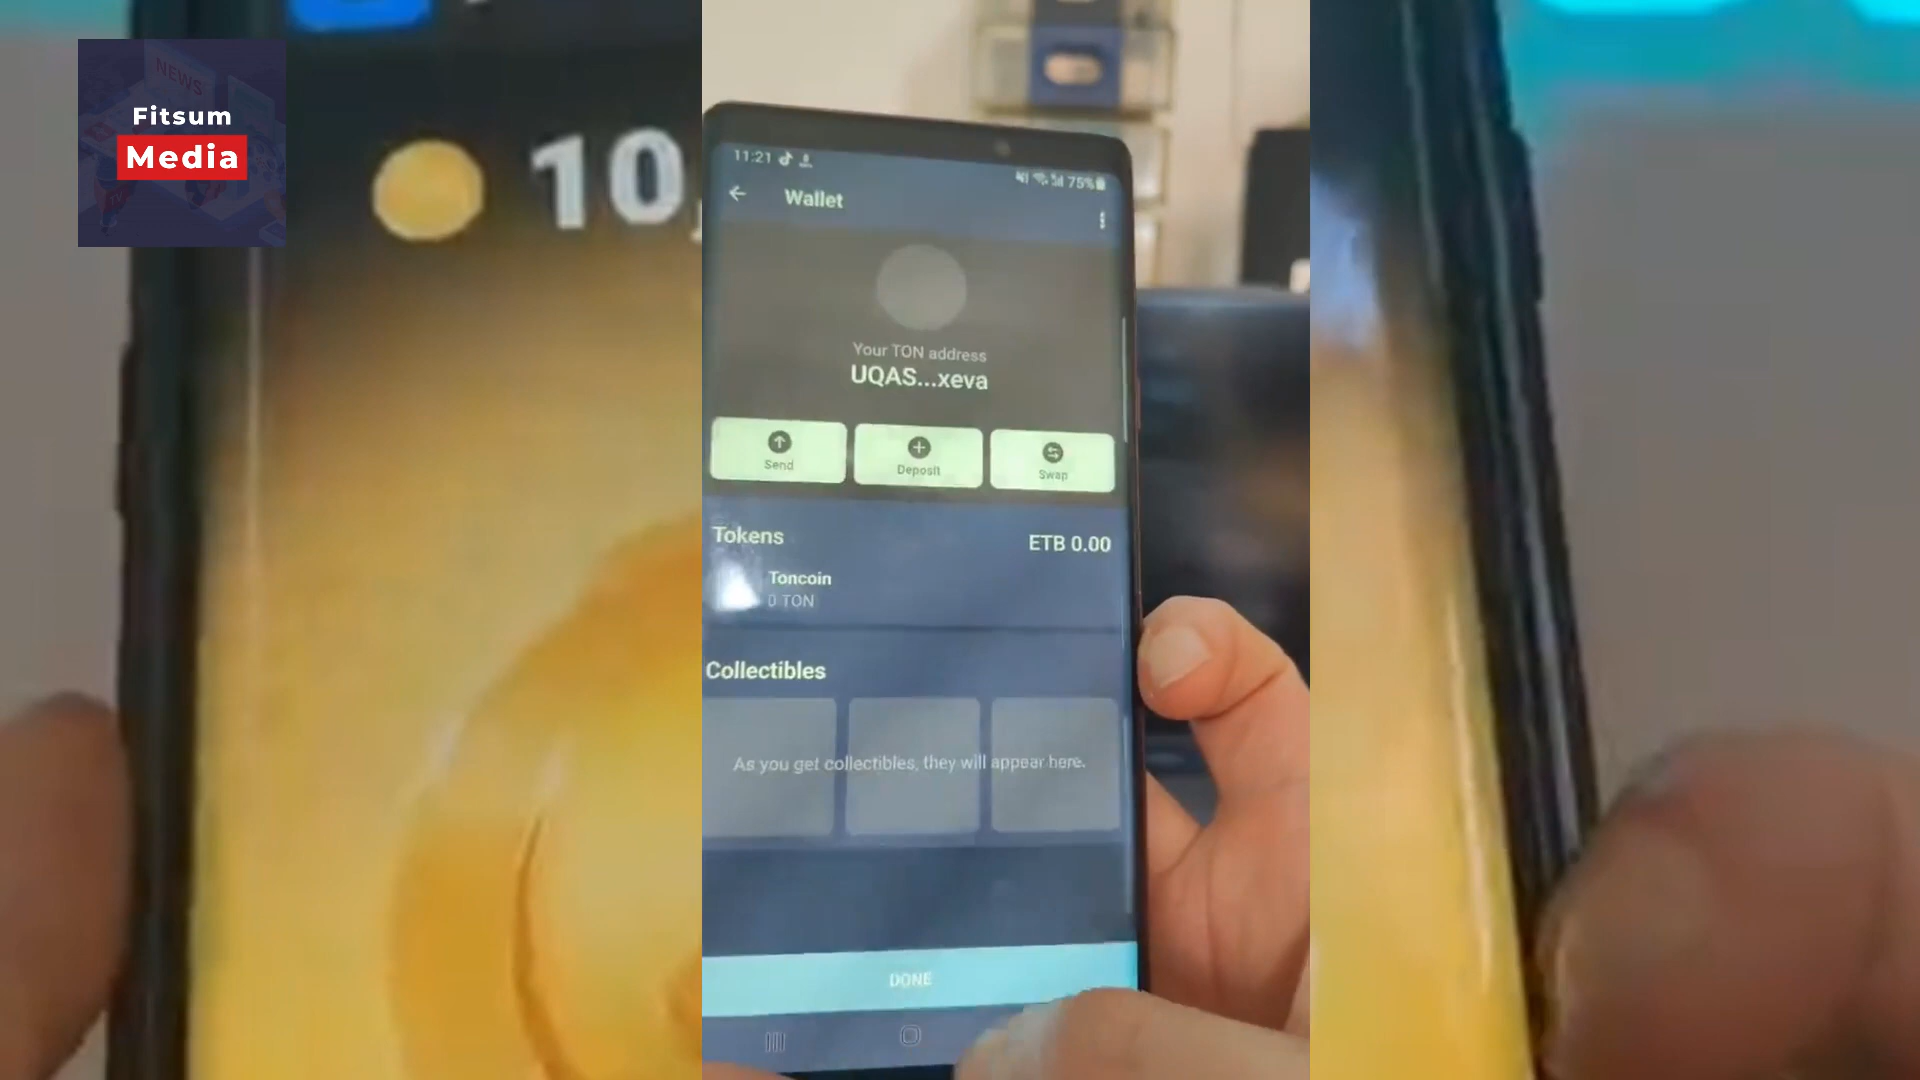 NEWS
Fitsum
Media
10,
11:21
75%
Wallet
Your TON address
UQAS...xeva
Send
Deposit
Swap
Tokens
ETB 0.00
Toncoin
0 TON
Collectibles
As you get collectibles, they will appear here.
DONE